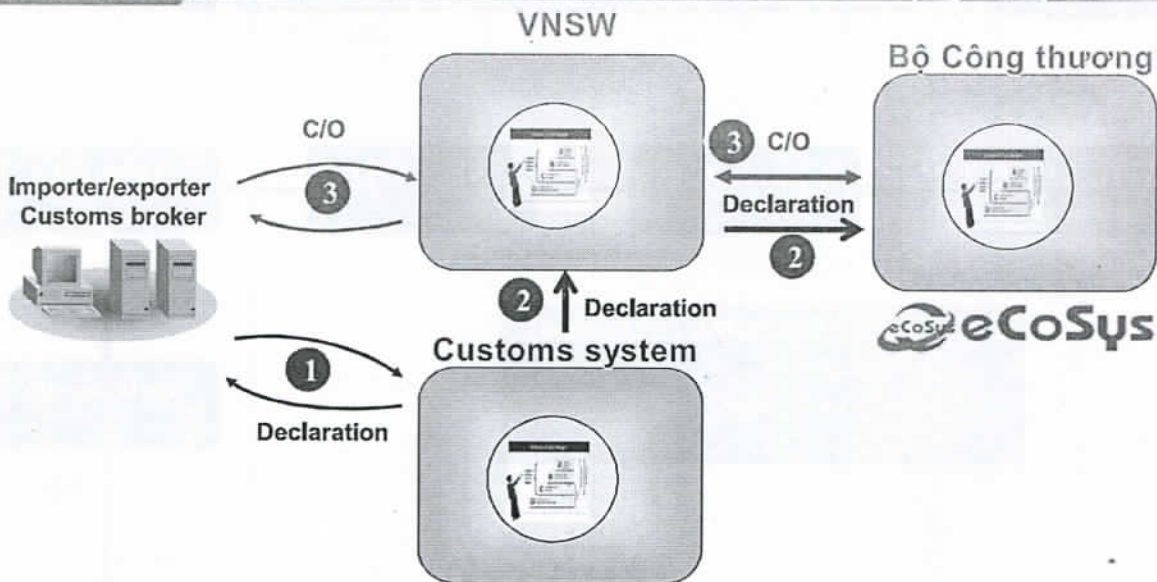 VNSW
Bộ Công thương
C/O
3
Importer/exporter
Customs broker
3 C/O
Declaration
2
2 Declaration
eCoSys eCoSys
Customs system
1
Declaration